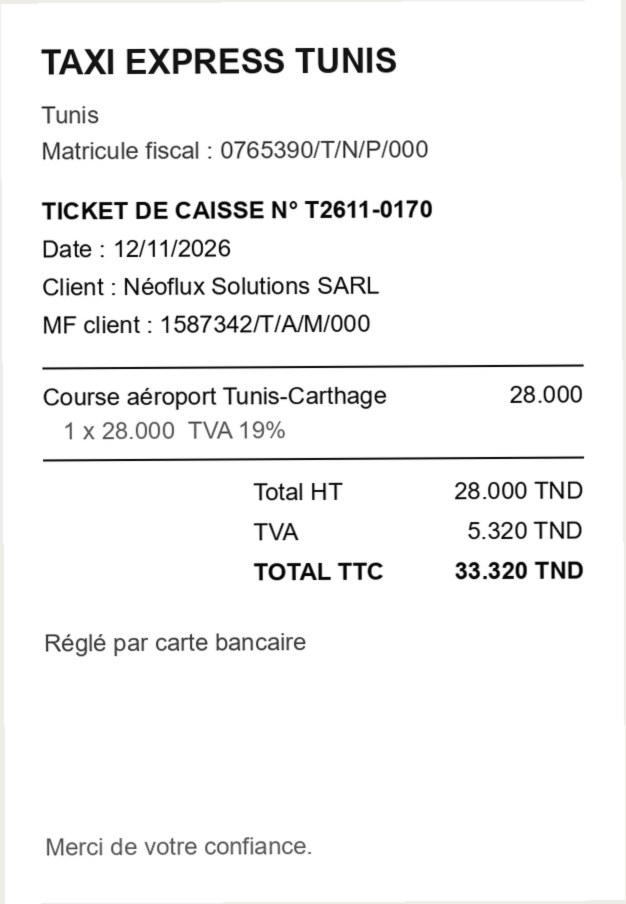 TAXI EXPRESS TUNIS
Tunis
Matricule fiscal : 0765390/T/N/P/000
TICKET DE CAISSE N° T2611-0170
Date : 12/11/2026
Client : Néoflux Solutions SARL
MF client : 1587342/T/A/M/000
Course aéroport Tunis-Carthage 28.000
1 x 28.000 TVA 19%
Total HT 28.000 TND
TVA 5.320 TND
TOTAL TTC 33.320 TND
Réglé par carte bancaire
Merci de votre confiance.